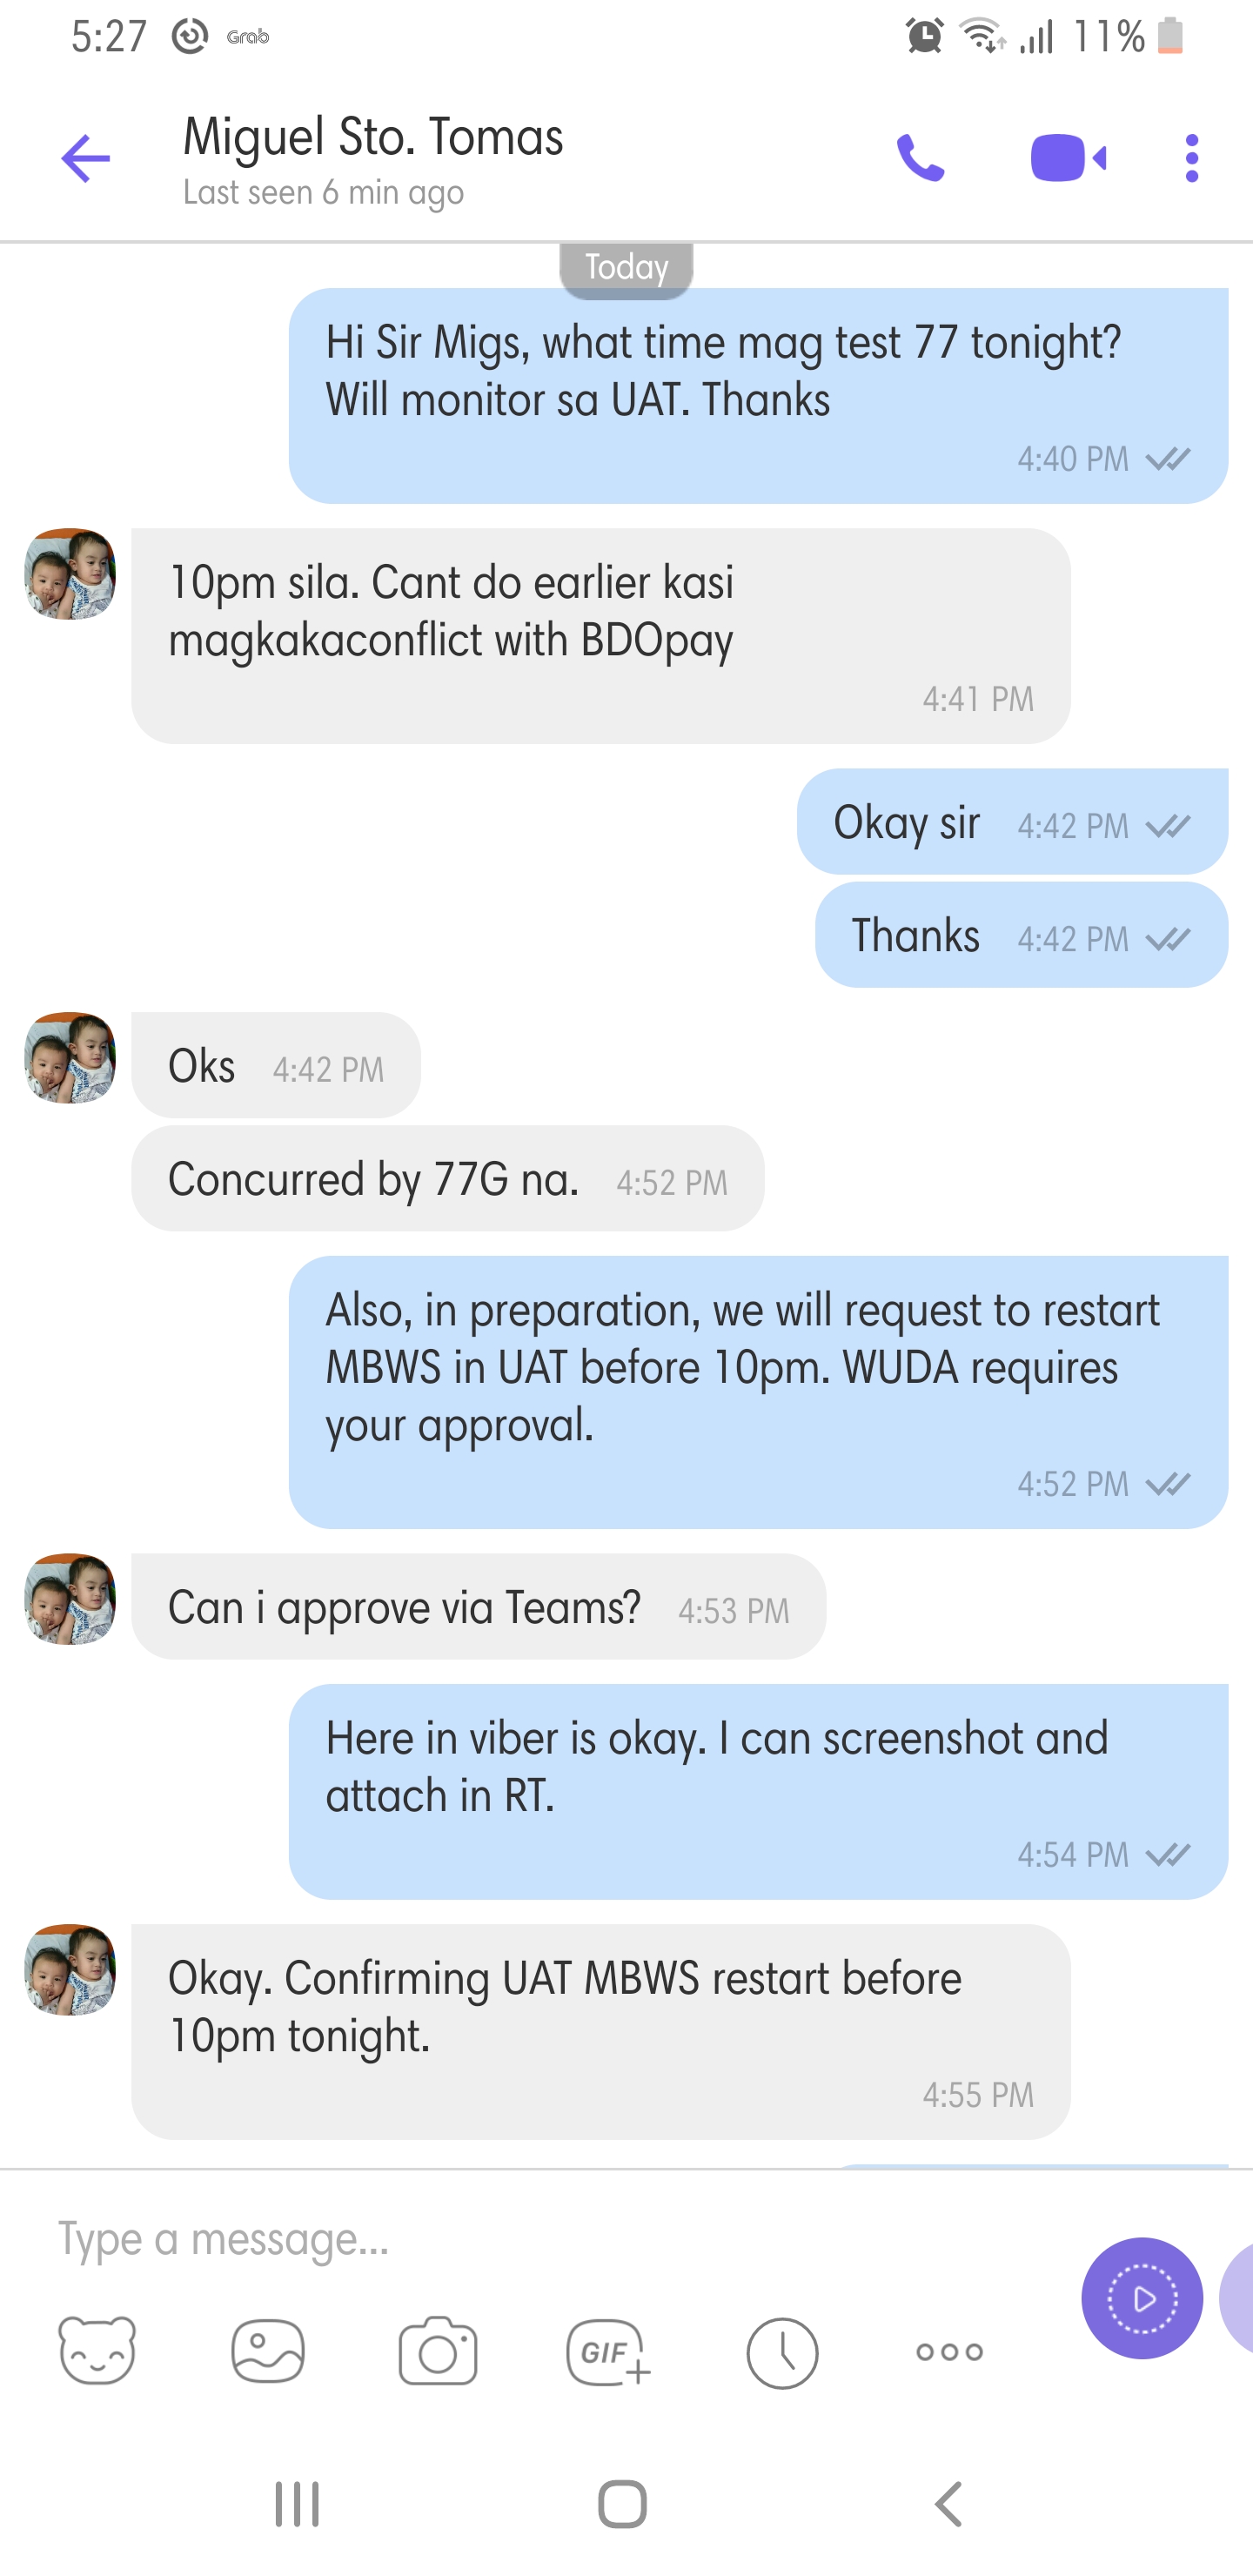 5:27 Grab 11%
Miguel Sto. Tomas
Last seen 6 min ago
Today
Hi Sir Migs, what time mag test 77 tonight?
Will monitor sa UAT. Thanks
4:40 PM
10pm sila. Cant do earlier kasi
magkakaconflict with BDOpay
4:41 PM
Okay sir 4:42 PM
Thanks 4:42 PM
Oks 4:42 PM
Concurred by 77G na. 4:52 PM
Also, in preparation, we will request to restart
MBWS in UAT before 10pm. WUDA requires
your approval.
4:52 PM
Can i approve via Teams? 4:53 PM
Here in viber is okay. I can screenshot and
attach in RT.
4:54 PM
Okay. Confirming UAT MBWS restart before
10pm tonight.
4:55 PM
Type a message...
GIF